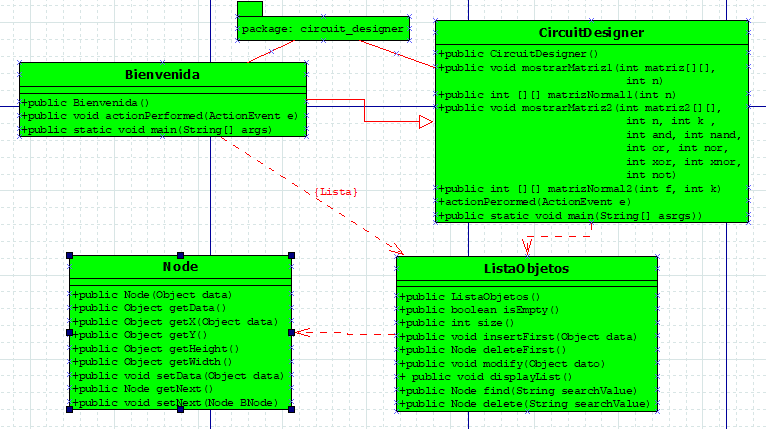 package: circuit_designer
CircuitDesigner
+public CircuitDesigner()
+public void mostrarMatriz1(int matriz[][],
int n)
+public int [][] matrizNormal1(int n)
+public void mostrarMatriz2(int matriz2[][],
int n, int k ,
int and, int nand,
int or, int nor,
int xor, int xnor,
int not)
+public int [][] matrizNormal2(int f, int k)
+actionPerormed(ActionEvent e)
+public static void main(String[] asrgs))
Bienvenida
+public Bienvenida()
+public void actionPerformed(ActionEvent e)
+public static void main(String[] args)
{Lista}
Node
+public Node(Object data)
+public Object getData()
+public Object getX(Object data)
+public Object getY()
+public Object getHeight()
+public Object getWidth()
+public void setData(Object data)
+public Node getNext()
+public void setNext(Node BNode)
ListaObjetos
+public ListaObjetos()
+public boolean isEmpty()
+public int size()
+public void insertFirst(Object data)
+public Node deleteFirst()
+public void modify(Object dato)
+ public void displayList()
+public Node find(String searchValue)
+public Node delete(String searchValue)